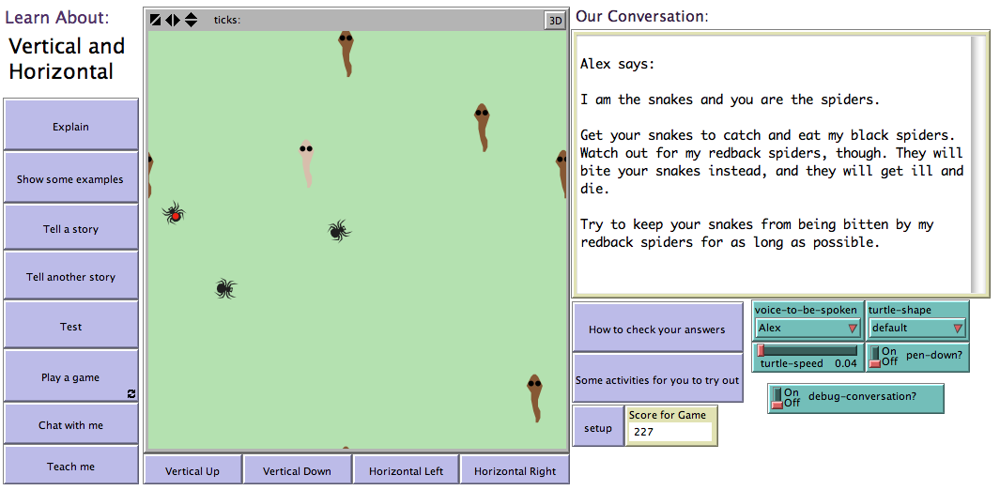 Learn About:
Vertical and
Horizontal
Explain
Show some examples
Tell a story
Tell another story
Test
Play a game
Chat with me
Teach me
ticks:
3D
Vertical Up
Vertical Down
Horizontal Left
Horizontal Right
Our Conversation:
Alex says:
I am the snakes and you are the spiders.
Get your snakes to catch and eat my black spiders.
Watch out for my redback spiders, though. They will
bite your snakes instead, and they will get ill and
die.
Try to keep your snakes from being bitten by my
redback spiders for as long as possible.
How to check your answers
Some activities for you to try out
setup
Score for Game
227
voice-to-be-spoken
Alex
turtle-shape
default
turtle-speed 0.04
On
Off
pen-down?
On
Off
debug-conversation?